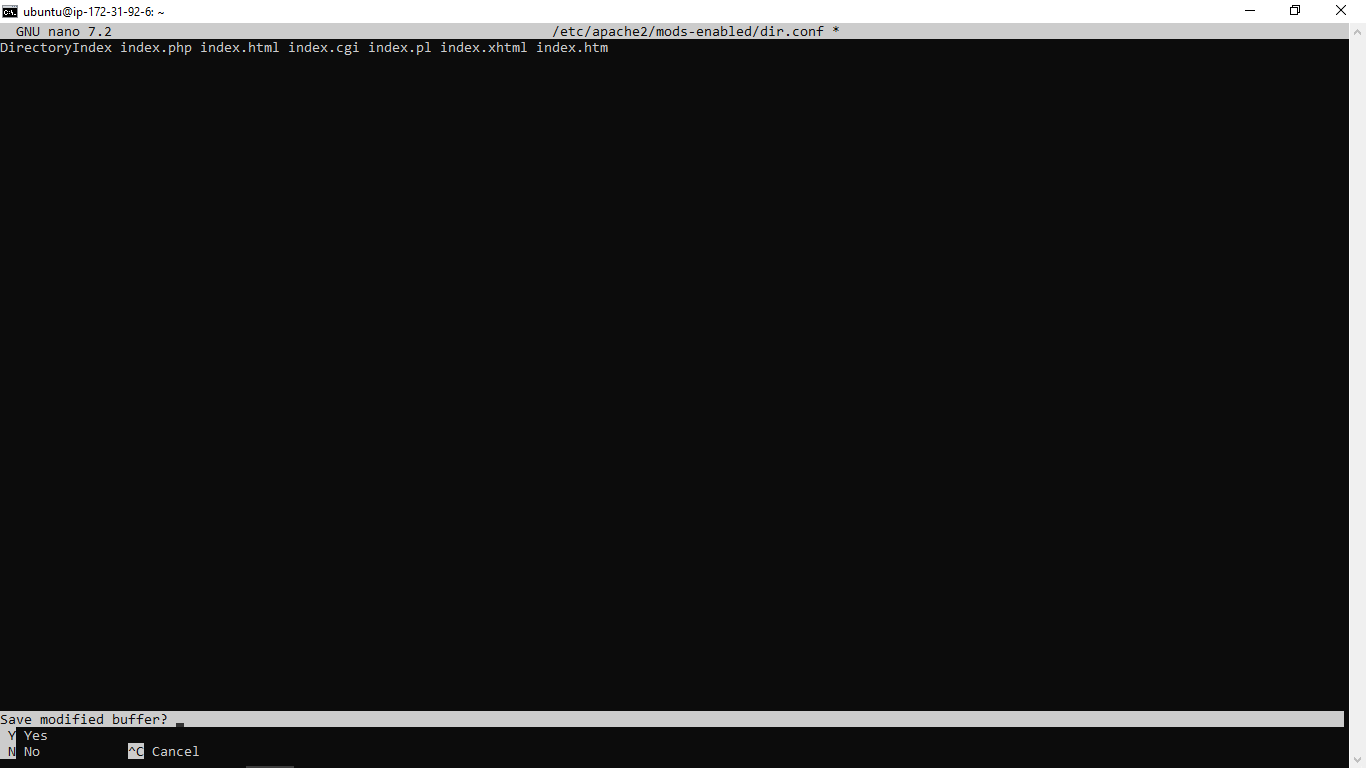 ubuntu@ip-172-31-92-6: ~
GNU nano 7.2 /etc/apache2/mods-enabled/dir.conf *
DirectoryIndex index.php index.html index.cgi index.pl index.xhtml index.htm
Save modified buffer?
Y Yes
N No ^C Cancel